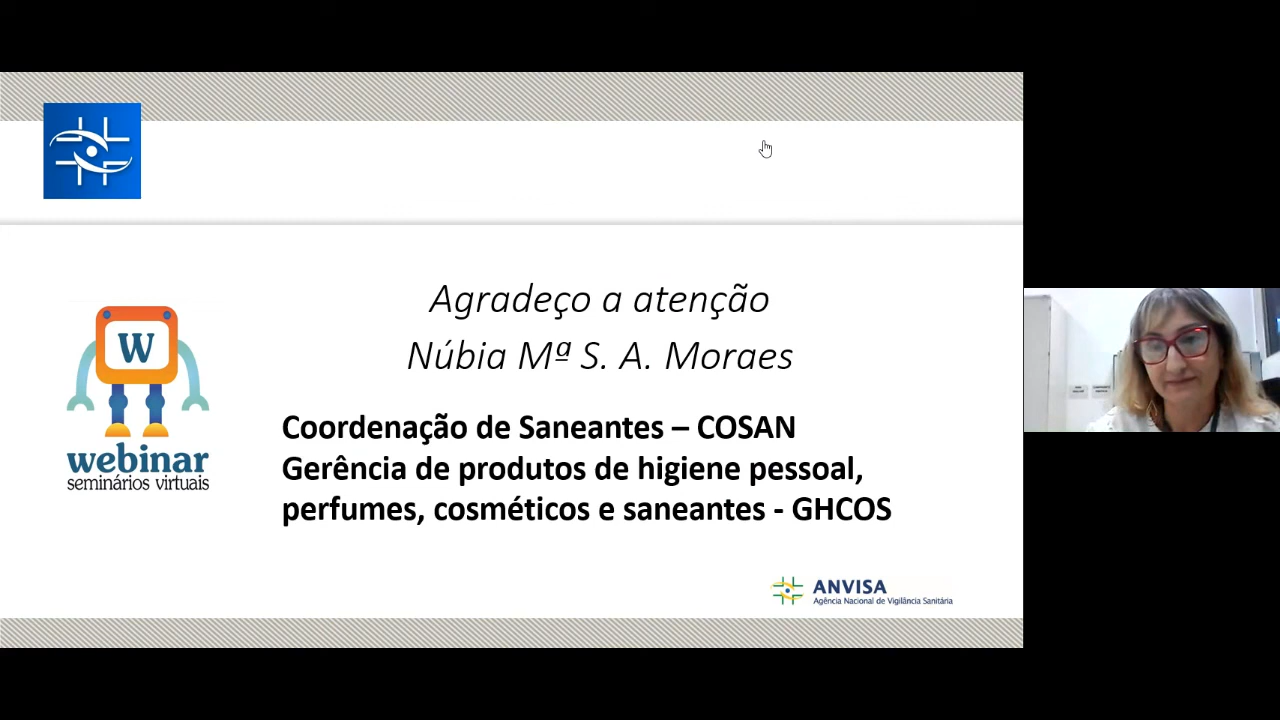 Agradeço a atenção
Núbia Mª S. A. Moraes
W
webinar
seminários virtuais
Coordenação de Saneantes – COSAN
Gerência de produtos de higiene pessoal,
perfumes, cosméticos e saneantes - GHCOS
ANVISA
Agência Nacional de Vigilância Sanitária